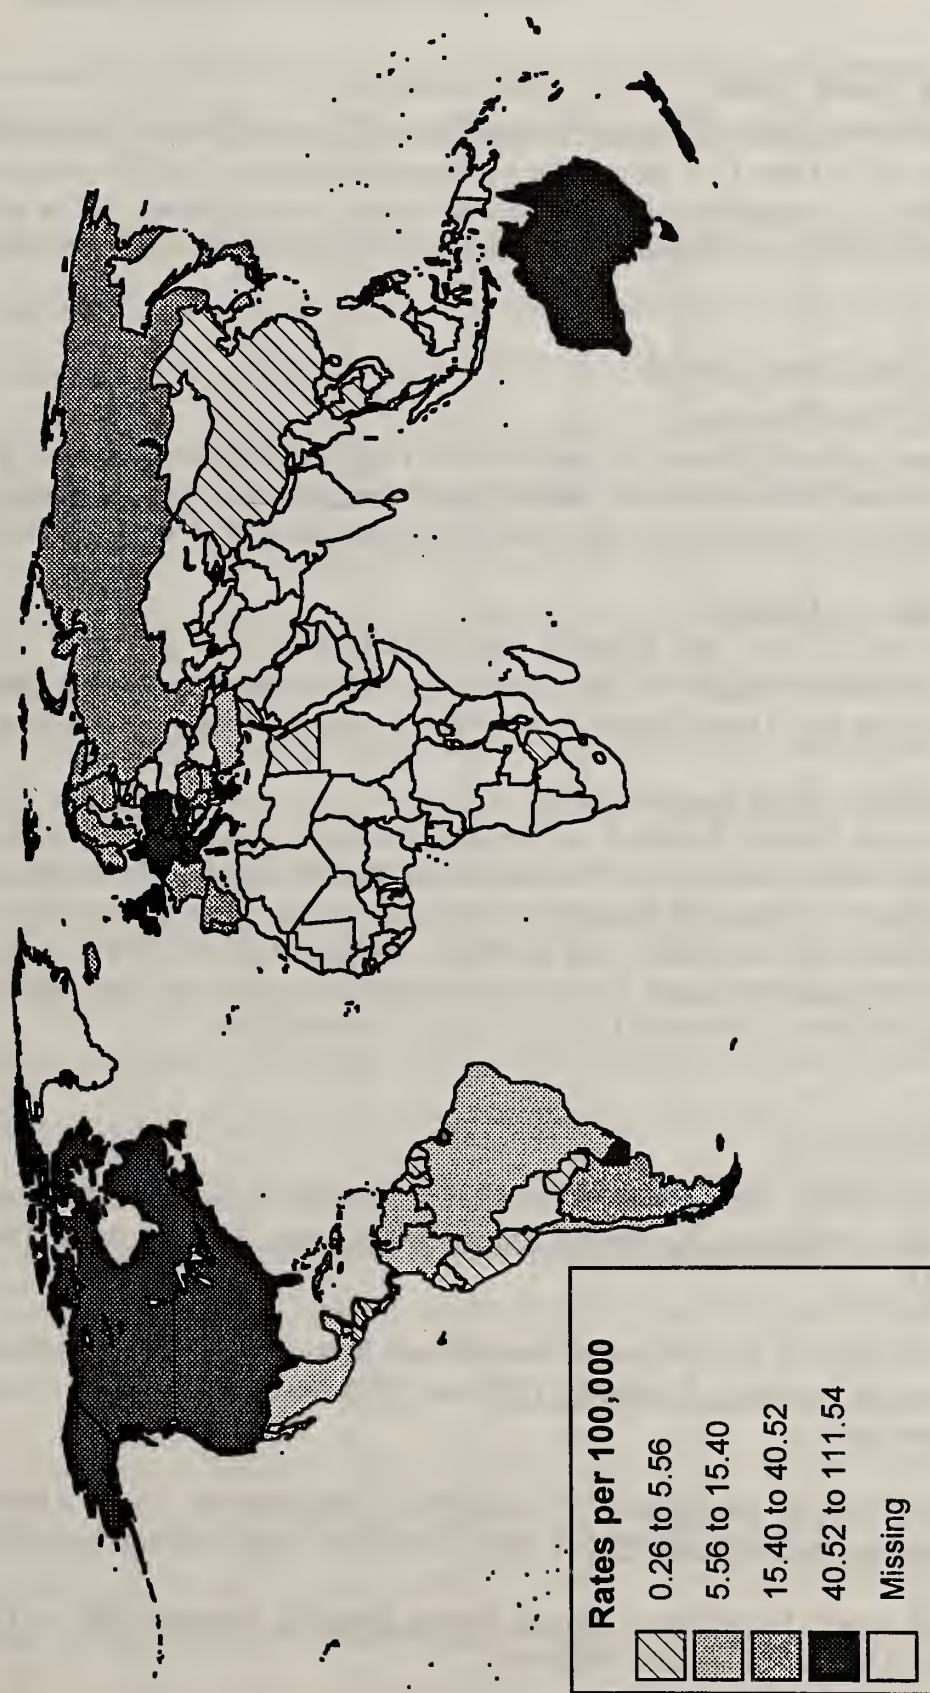 Rates per 100,000
0.26 to 5.56
5.56 to 15.40
15.40 to 40.52
40.52 to 111.54
Missing